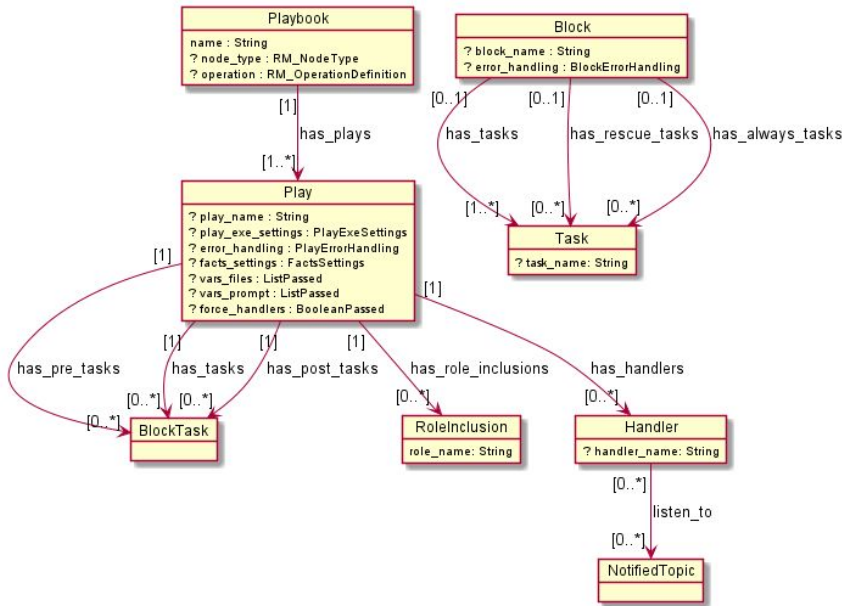 Playbook
name : String
? node_type : RM_NodeType
? operation : RM_OperationDefinition
Block
? block_name : String
? error_handling : BlockErrorHandling
[1]
has_plays
[1..*]
[0..1]
[0..1]
[0..1]
has_tasks
has_rescue_tasks
has_always_tasks
[1..*]
[0..*]
[0..*]
Play
? play_name : String
? play_exe_settings : PlayExeSettings
? error_handling : PlayErrorHandling
? facts_settings : FactsSettings
? vars_files : ListPassed
? vars_prompt : ListPassed
? force_handlers : BooleanPassed
Task
? task_name: String
[1]
[1]
[1]
[1]
[1]
has_pre_tasks
has_tasks
has_post_tasks
has_role_inclusions
has_handlers
[0..*]
[0..*]
[0..*]
[0..*]
[0..*]
BlockTask
RoleInclusion
role_name: String
Handler
? handler_name: String
[0..*]
listen_to
[0..*]
NotifiedTopic